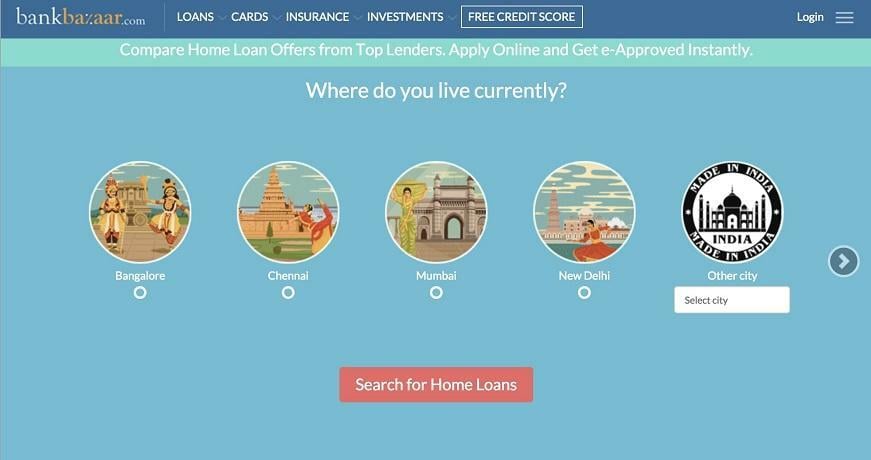 bankbazaar.com LOANS CARDS INSURANCE INVESTMENTS FREE CREDIT SCORE Login
Compare Home Loan Offers from Top Lenders. Apply Online and Get e-Approved Instantly.
Where do you live currently?
MADE IN INDIA
INDIA
MADE IN INDIA
Bangalore Chennai Mumbai New Delhi Other city
Select city
Search for Home Loans